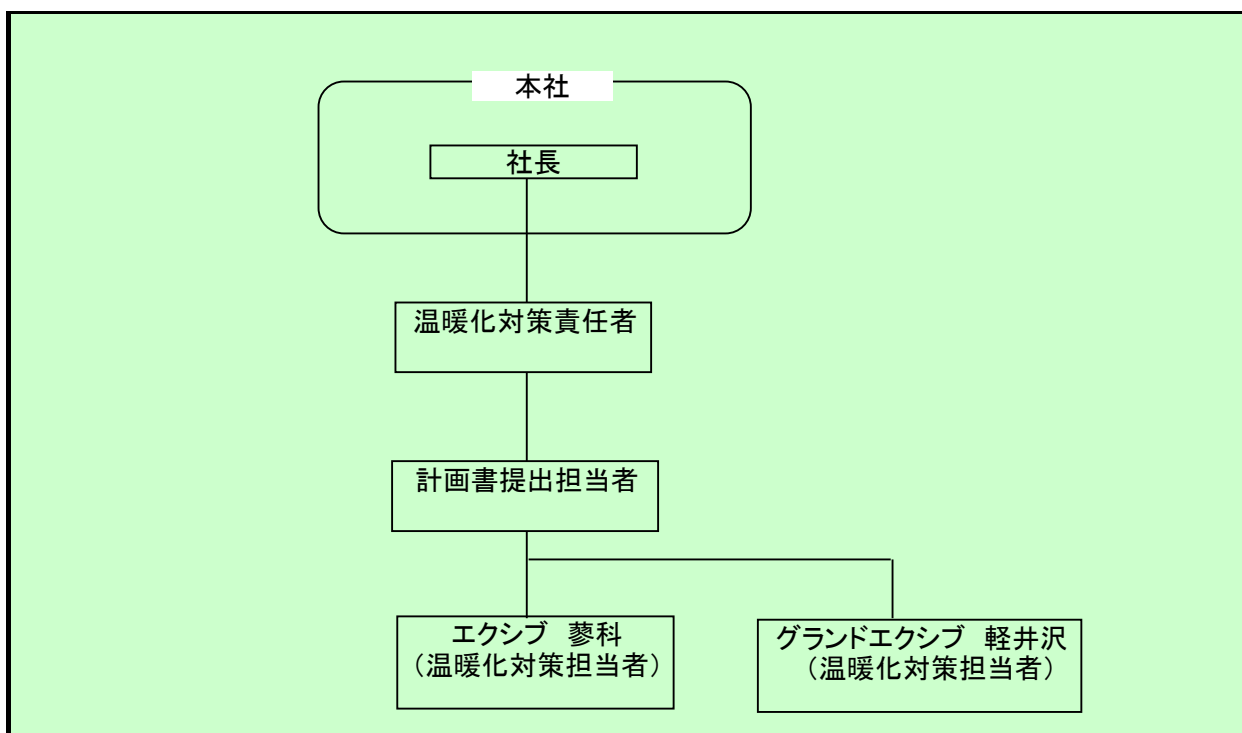 本社
社長
温暖化対策責任者
計画書提出担当者
エクシブ 蓼科
（温暖化対策担当者）
グランドエクシブ 軽井沢
（温暖化対策担当者）